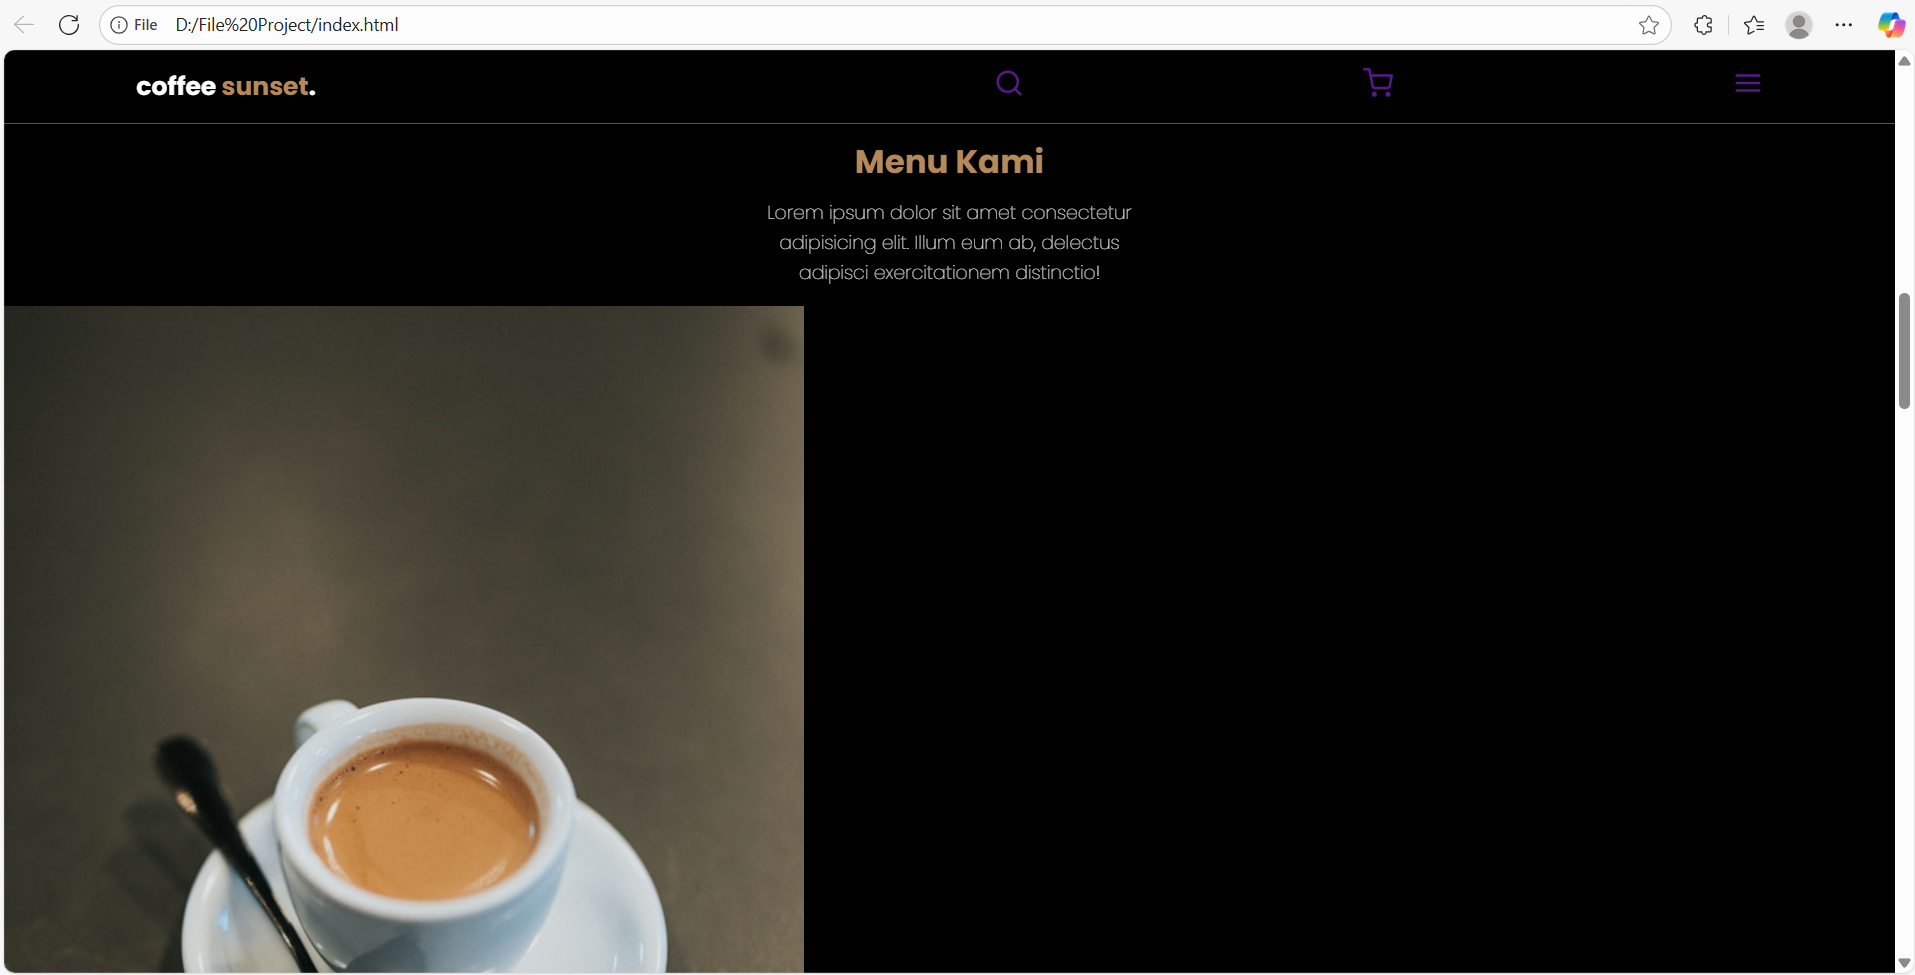 File D:/File%20Project/index.html
coffee sunset.
Menu Kami
Lorem ipsum dolor sit amet consectetur
adipisicing elit. Illum eum ab, delectus
adipisci exercitationem distinctio!